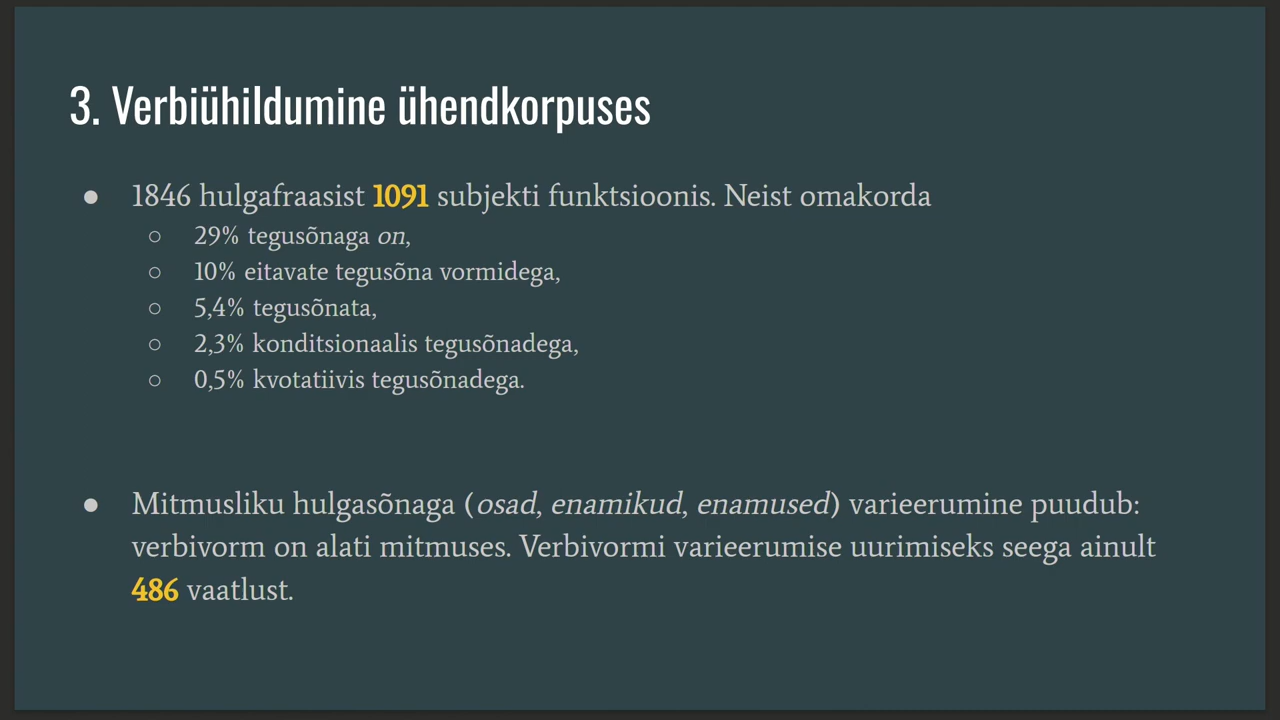 3. Verbiühildumine ühendkorpuses
● 1846 hulgafraasist 1091 subjekti funktsioonis. Neist omakorda
○ 29% tegusõnaga on,
○ 10% eitavate tegusõna vormidega,
○ 5,4% tegusõnata,
○ 2,3% konditsionaalis tegusõnadega,
○ 0,5% kvotatiivis tegusõnadega.
● Mitmusliku hulgasõnaga (osad, enamikud, enamused) varieerumine puudub:
verbivorm on alati mitmuses. Verbivormi varieerumise uurimiseks seega ainult
486 vaatlust.